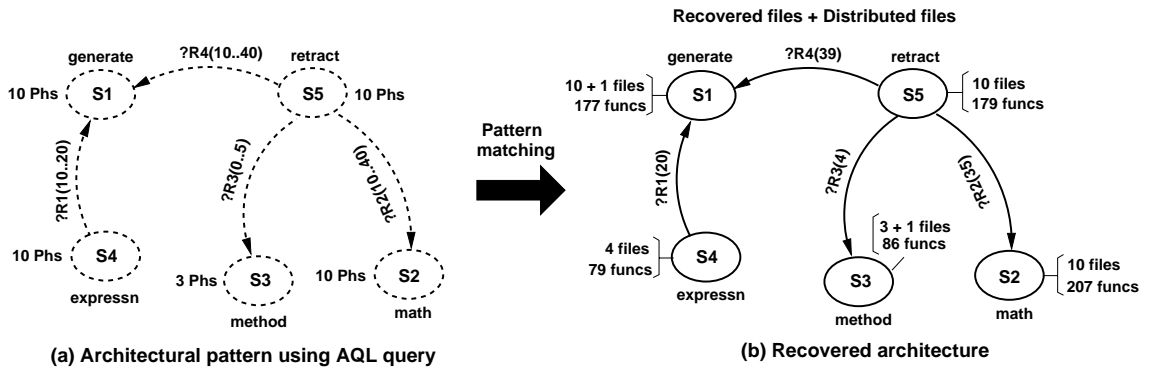 Recovered files + Distributed files
generate
?R4(10..40)
retract
10 Phs
S1
S5
10 Phs
?R1(10..20)
?R3(0..5)
?R2(10..40)
10 Phs
S4
expressn
3 Phs
S3
method
10 Phs
S2
math
(a) Architectural pattern using AQL query
Pattern
matching
generate
?R4(39)
retract
10 + 1 files
177 funcs
S1
S5
10 files
179 funcs
?R1(20)
?R3(4)
?R2(35)
4 files
79 funcs
S4
expressn
3 + 1 files
86 funcs
S3
method
S2
10 files
207 funcs
math
(b) Recovered architecture